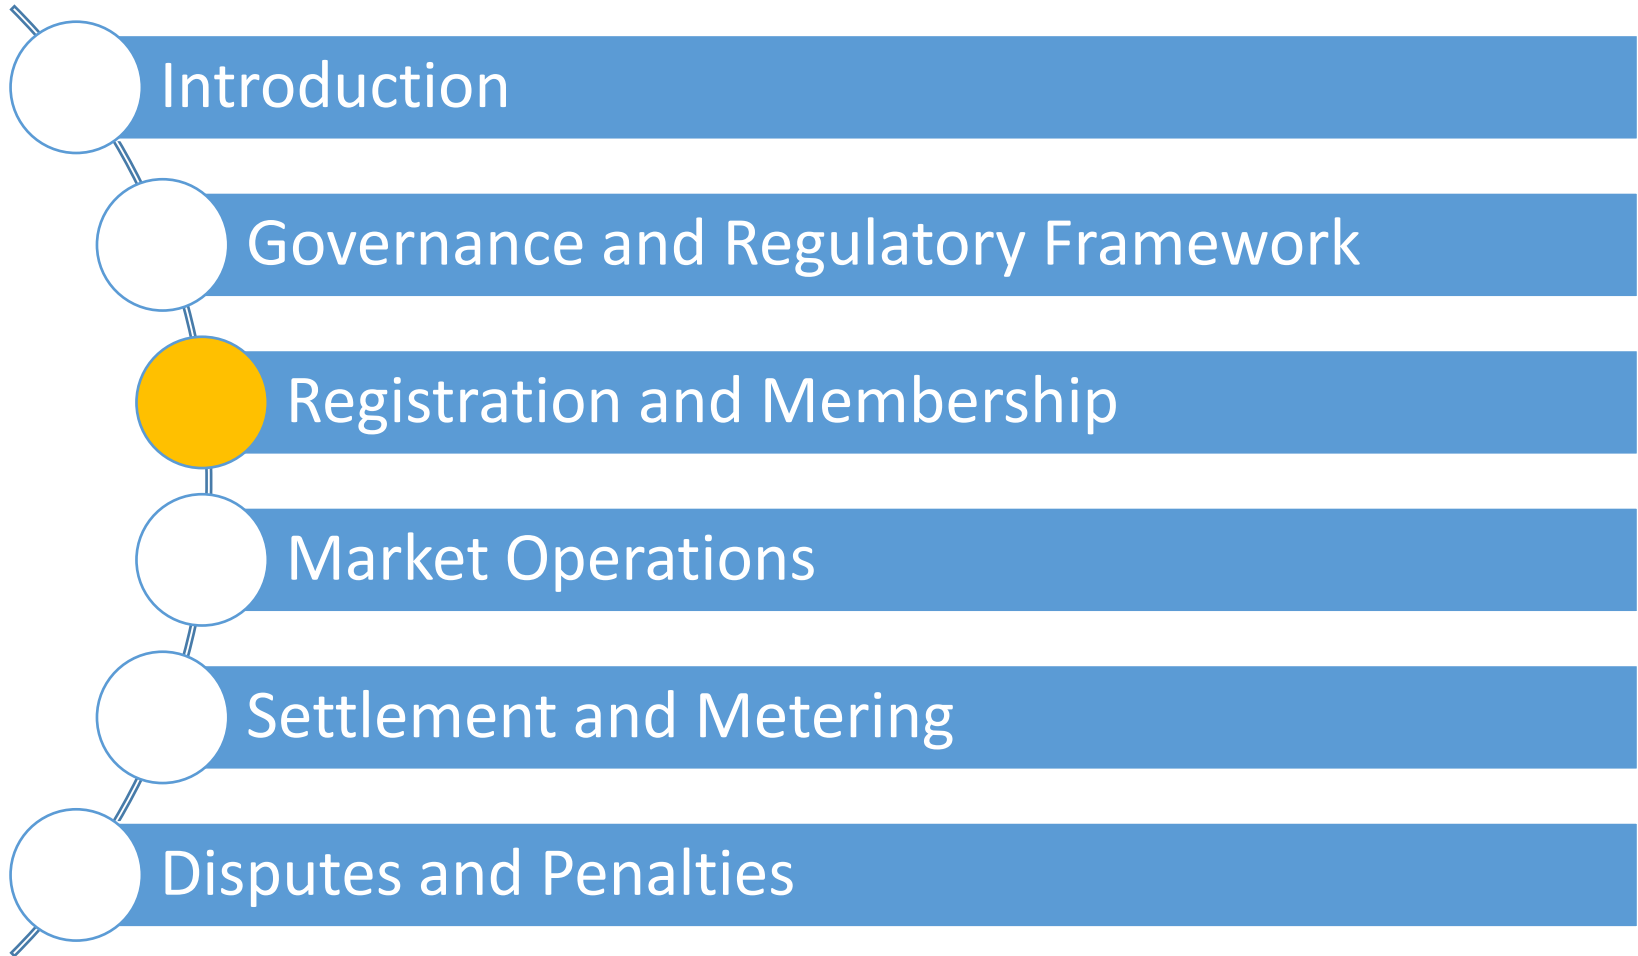 Introduction
Governance and Regulatory Framework
Registration and Membership
Market Operations
Settlement and Metering
Disputes and Penalties